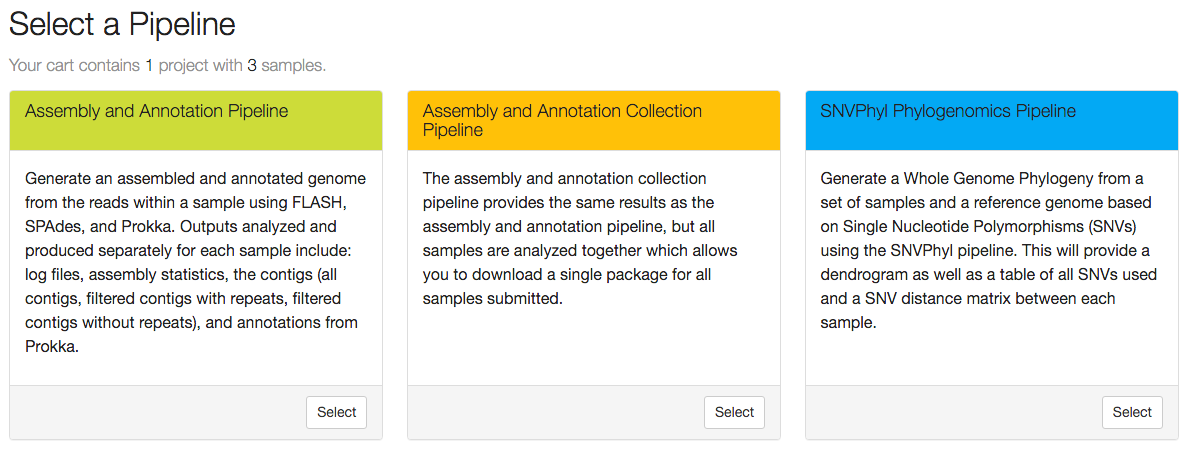 Select a Pipeline
Your cart contains 1 project with 3 samples.
Assembly and Annotation Pipeline
Generate an assembled and annotated genome
from the reads within a sample using FLASH,
SPAdes, and Prokka. Outputs analyzed and
produced separately for each sample include:
log files, assembly statistics, the contigs (all
contigs, filtered contigs with repeats, filtered
contigs without repeats), and annotations from
Prokka.
Select
Assembly and Annotation Collection
Pipeline
The assembly and annotation collection
pipeline provides the same results as the
assembly and annotation pipeline, but all
samples are analyzed together which allows
you to download a single package for all
samples submitted.
Select
SNVPhyl Phylogenomics Pipeline
Generate a Whole Genome Phylogeny from a
set of samples and a reference genome based
on Single Nucleotide Polymorphisms (SNVs)
using the SNVPhyl pipeline. This will provide a
dendrogram as well as a table of all SNVs used
and a SNV distance matrix between each
sample.
Select